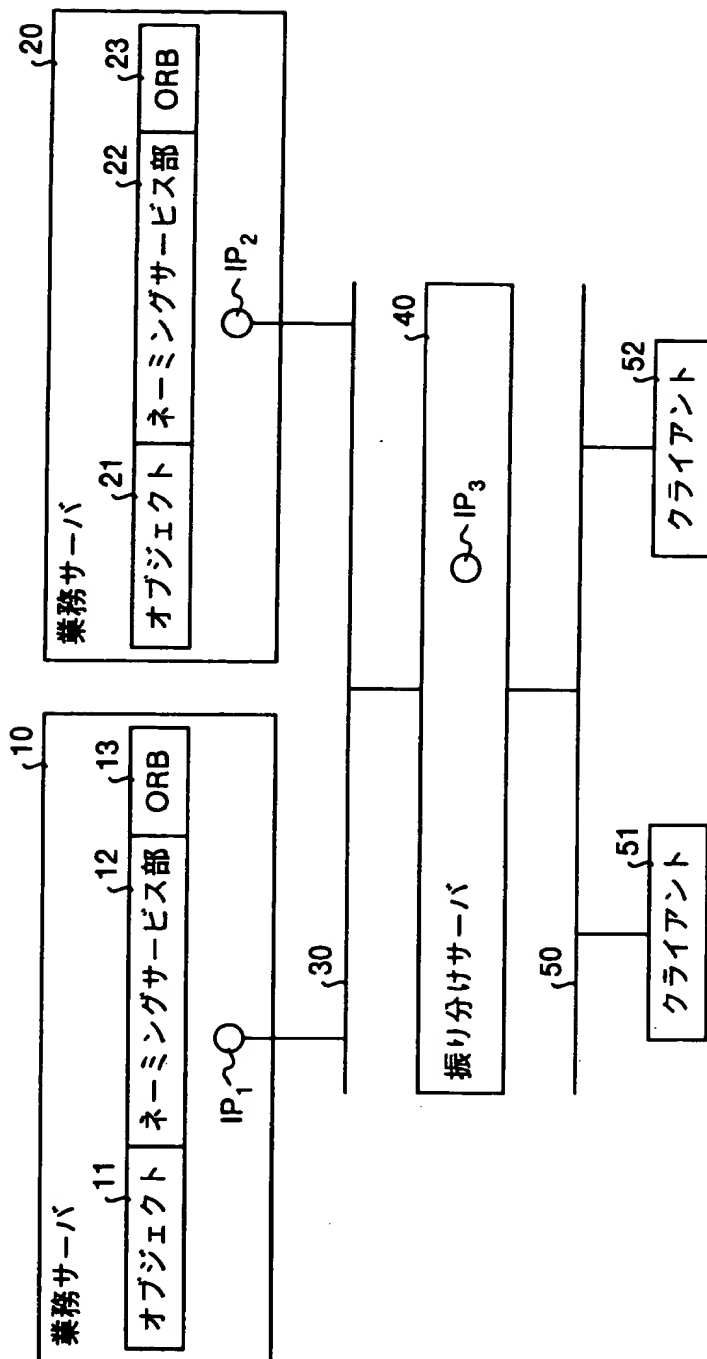 10
業務サーバ
11
12
13
オブジェクト
ネーミングサービス部
ORB
IP1
20
業務サーバ
21
22
23
オブジェクト
ネーミングサービス部
ORB
IP2
30
40
振り分けサーバ
IP3
50
51
クライアント
52
クライアント